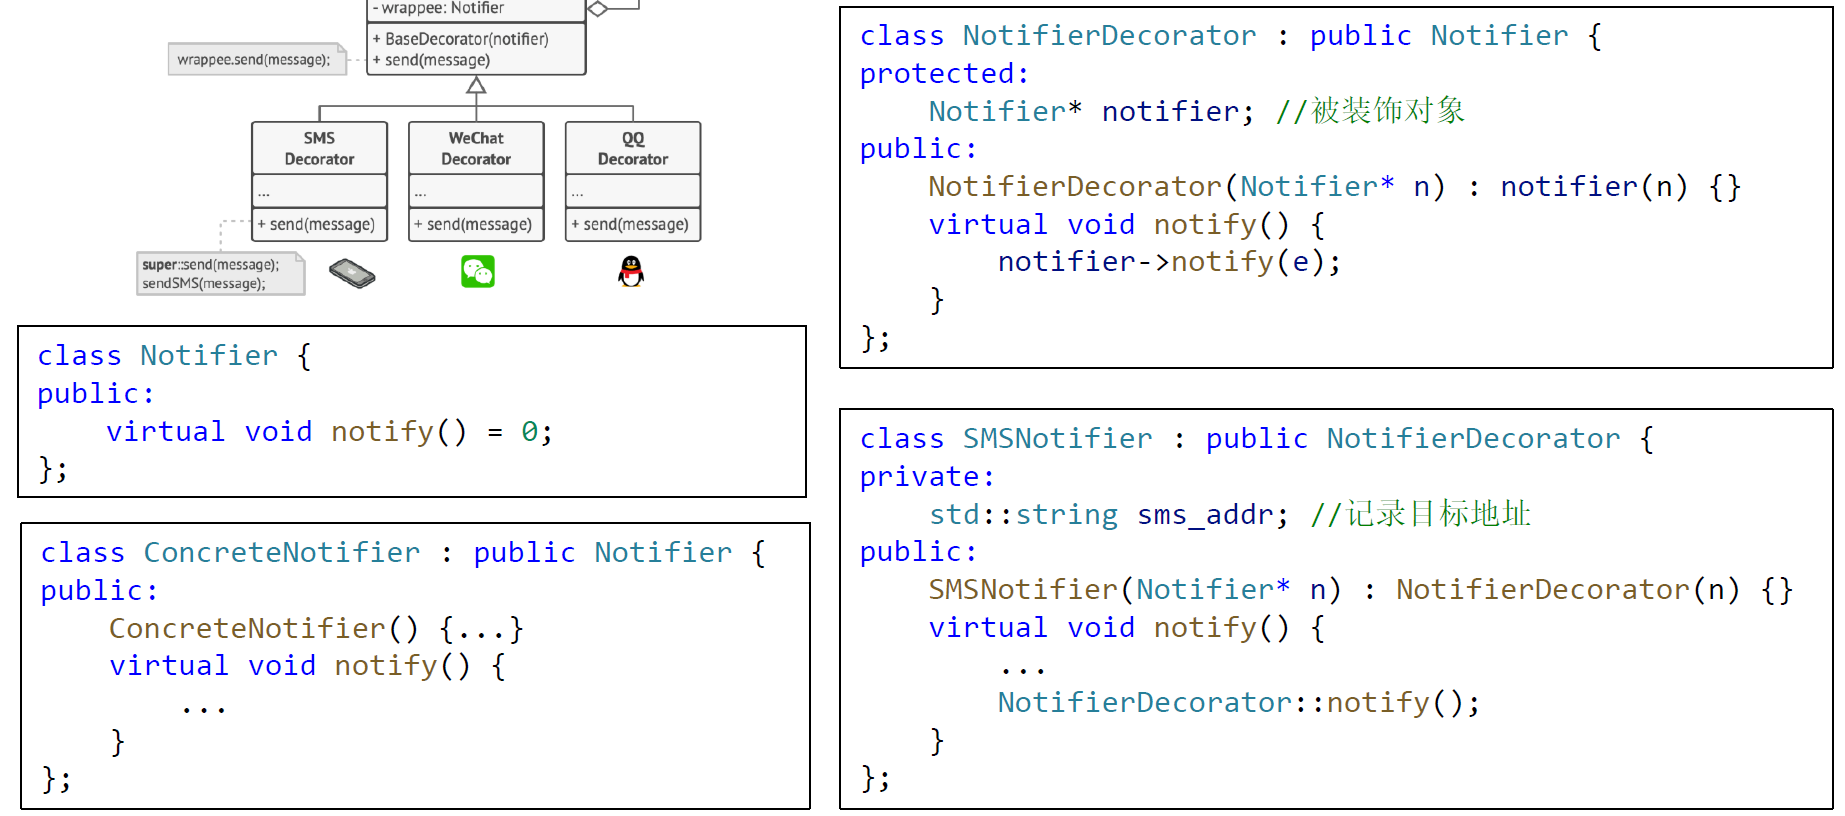 - wrappee: Notifier
+ BaseDecorator(notifier)
+ send(message)
wrappee.send(message);
SMS
Decorator
...
+ send(message)
WeChat
Decorator
...
+ send(message)
QQ
Decorator
...
+ send(message)
super::send(message);
sendSMS(message);
class Notifier {
public:
    virtual void notify() = 0;
};
class ConcreteNotifier : public Notifier {
public:
    ConcreteNotifier() {...}
    virtual void notify() {
        ...
    }
};
class NotifierDecorator : public Notifier {
protected:
    Notifier* notifier; //被装饰对象
public:
    NotifierDecorator(Notifier* n) : notifier(n) {}
    virtual void notify() {
        notifier->notify(e);
    }
};
class SMSNotifier : public NotifierDecorator {
private:
    std::string sms_addr; //记录目标地址
public:
    SMSNotifier(Notifier* n) : NotifierDecorator(n) {}
    virtual void notify() {
        ...
        NotifierDecorator::notify();
    }
};